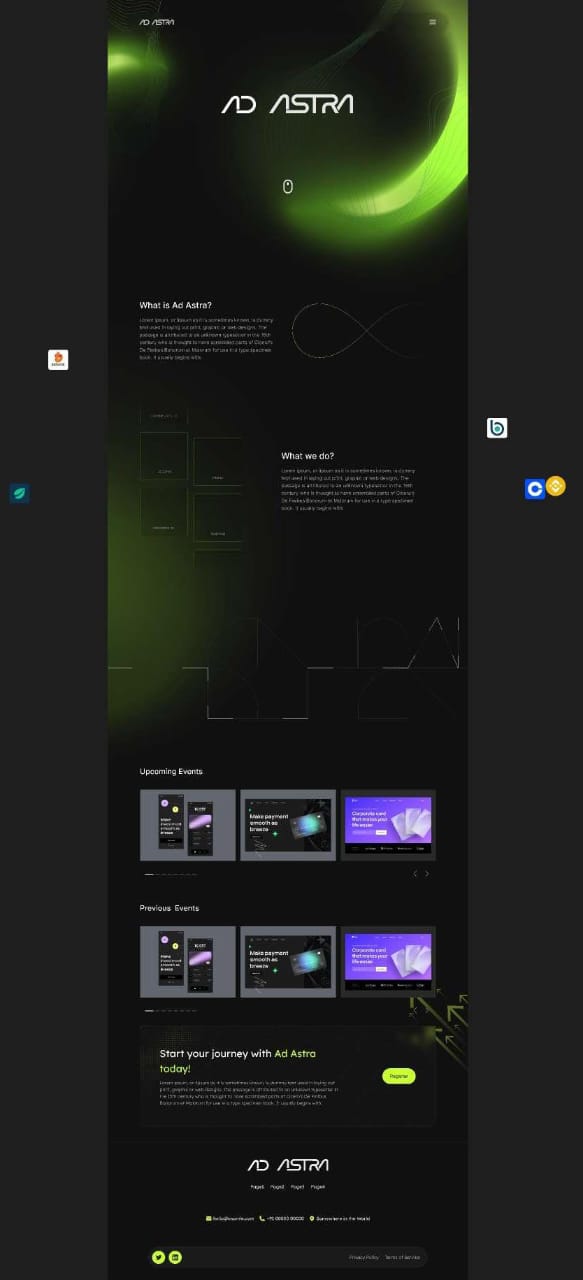 AD ASTRA
AD ASTRA
What is Ad Astra?
Lorem ipsum, or lipsum as it is sometimes known, is dummy
text used in laying out print, graphic or web designs. The
passage is attributed to an unknown typesetter in the 15th
century who is thought to have scrambled parts of Cicero's
De Finibus Bonorum et Malorum for use in a type specimen
book. It usually begins with:
What we do?
Lorem ipsum, or lipsum as it is sometimes known, is dummy
text used in laying out print, graphic or web designs. The
passage is attributed to an unknown typesetter in the 15th
century who is thought to have scrambled parts of Cicero's
De Finibus Bonorum et Malorum for use in a type specimen
book. It usually begins with:
Upcoming Events
Make payment
smooth as
breeze
Corporate card
that makes your
life easier
Previous Events
Make payment
smooth as
breeze
Corporate card
that makes your
life easier
Start your journey with Ad Astra
today!
Lorem ipsum, or lipsum as it is sometimes known, is dummy text used in laying out
print, graphic or web designs. The passage is attributed to an unknown typesetter in
the 15th century who is thought to have scrambled parts of Cicero's De Finibus
Bonorum et Malorum for use in a type specimen book. It usually begins with:
Register
AD ASTRA
Page1 Page2 Page3 Page4
+91 00000 00000 Somewhere in the World
Privacy Policy Terms of Service